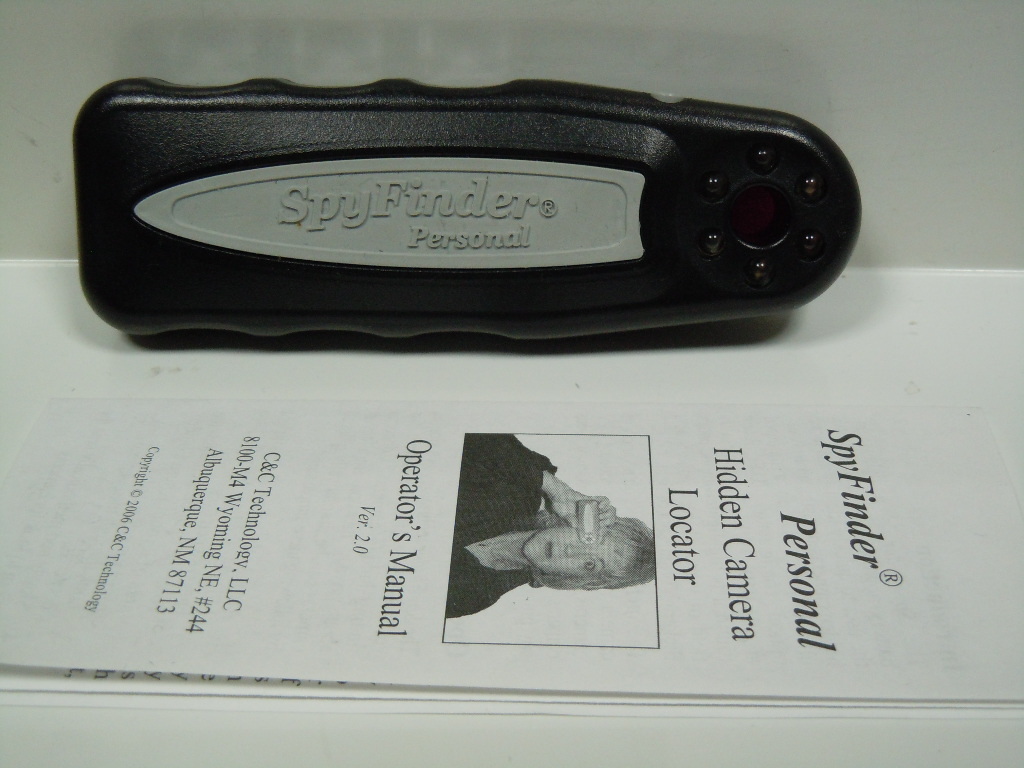 SpyFinder®
Personal
SpyFinder®
Personal
Hidden Camera
Locator
Operator's Manual
Ver. 2.0
C&C Technology, LLC
8100-M4 Wyoming NE, #244
Albuquerque, NM 87113
Copyright © 2006 C&C Technology